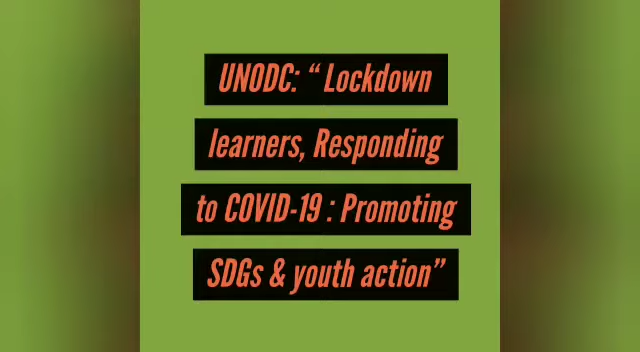 UNODC: “ Lockdown
learners, Responding
to COVID-19 : Promoting
SDGs & youth action”